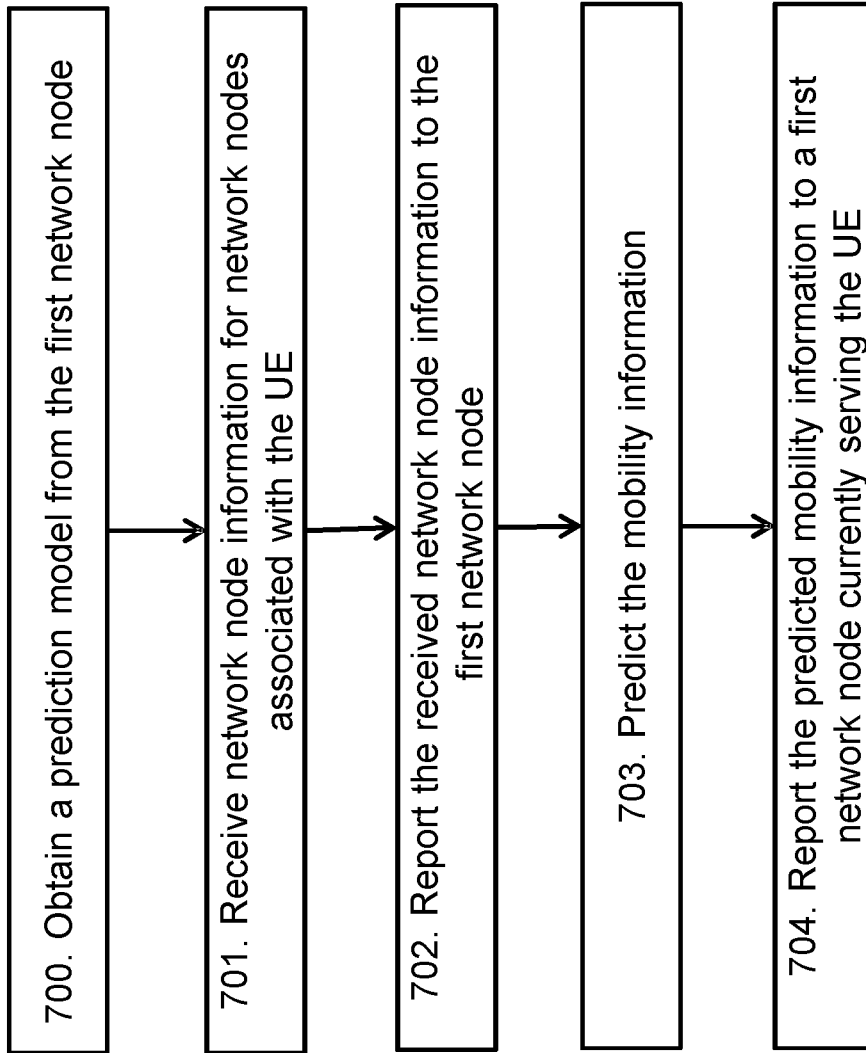 700. Obtain a prediction model from the first network node
701. Receive network node information for network nodes
associated with the UE
702. Report the received network node information to the
first network node
703. Predict the mobility information
704. Report the predicted mobility information to a first
network node currently serving the UE